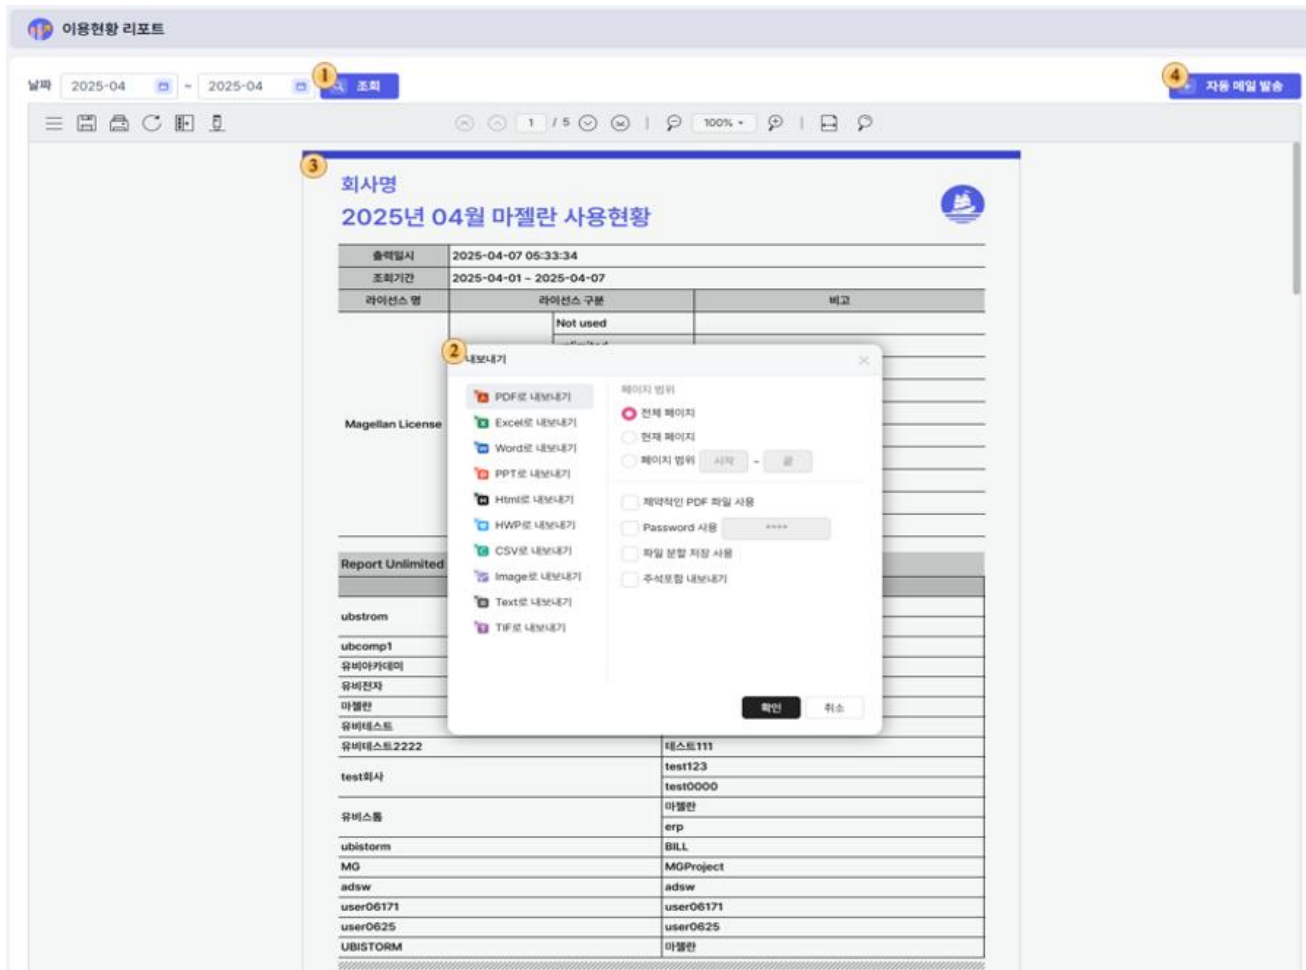 이용현황 리포트
날짜 2025-04 ~ 2025-04 1 조회 4 자동 메일 발송
1 / 5 100%
3
회사명
2025년 04월 마젤란 사용현황
출력일시 2025-04-07 05:33:34
조회기간 2025-04-01 ~ 2025-04-07
라이선스 명 라이선스 구분 비고
Not used
Magellan License
2 내보내기
PDF로 내보내기
Excel로 내보내기
Word로 내보내기
PPT로 내보내기
Html로 내보내기
HWP로 내보내기
CSV로 내보내기
Image로 내보내기
Text로 내보내기
TIF로 내보내기
페이지 범위
전체 페이지
현재 페이지
페이지 범위 시작 ~ 끝
제약적인 PDF 파일 사용
Password 사용 ****
파일 분할 저장 사용
주석포함 내보내기
확인 취소
Report Unlimited
ubstrom
ubcomp1
유비아카데미
유비전자
마젤란
유비테스트
유비테스트2222 테스트111
test회사 test123
test0000
유비스톰 마젤란
erp
ubistorm BILL
MG MGProject
adsw adsw
user06171 user06171
user0625 user0625
UBISTORM 마젤란